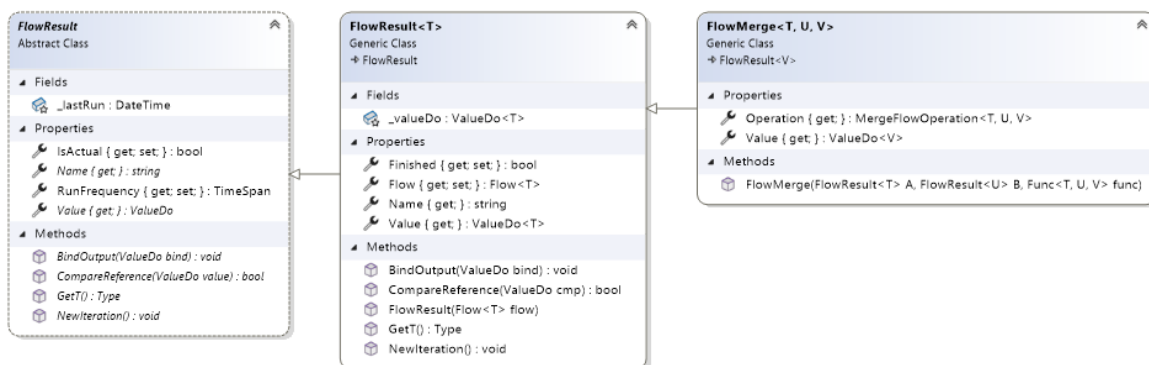 FlowResult
Abstract Class
Fields
_lastRun : DateTime
Properties
IsActual { get; set; } : bool
Name { get; } : string
RunFrequency { get; set; } : TimeSpan
Value { get; } : ValueDo
Methods
BindOutput(ValueDo bind) : void
CompareReference(ValueDo value) : bool
GetT() : Type
NewIteration() : void
FlowResult<T>
Generic Class
FlowResult
Fields
_valueDo : ValueDo<T>
Properties
Finished { get; set; } : bool
Flow { get; set; } : Flow<T>
Name { get; } : string
Value { get; } : ValueDo<T>
Methods
BindOutput(ValueDo bind) : void
CompareReference(ValueDo cmp) : bool
FlowResult(Flow<T> flow)
GetT() : Type
NewIteration() : void
FlowMerge<T, U, V>
Generic Class
FlowResult<V>
Properties
Operation { get; } : MergeFlowOperation<T, U, V>
Value { get; } : ValueDo<V>
Methods
FlowMerge(FlowResult<T> A, FlowResult<U> B, Func<T, U, V> func)